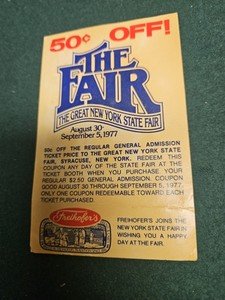 50¢ OFF!
THE
FAIR
THE GREAT NEW YORK STATE FAIR
August 30-
September 5, 1977
50¢ OFF THE REGULAR GENERAL ADMISSION
TICKET PRICE TO THE GREAT NEW YORK STATE
FAIR, SYRACUSE, NEW YORK. REDEEM THIS
COUPON ANY DAY OF THE STATE FAIR AT THE
TICKET BOOTH WHEN YOU PURCHASE YOUR
REGULAR $2.50 GENERAL ADMISSION. COUPON
GOOD AUGUST 30 THROUGH SEPTEMBER 5, 1977.
ONLY ONE COUPON REDEEMABLE TOWARD EACH
TICKET PURCHASED.
Freihofer's
FREIHOFER'S JOINS THE
NEW YORK STATE FAIR IN
WISHING YOU A HAPPY
DAY AT THE FAIR.